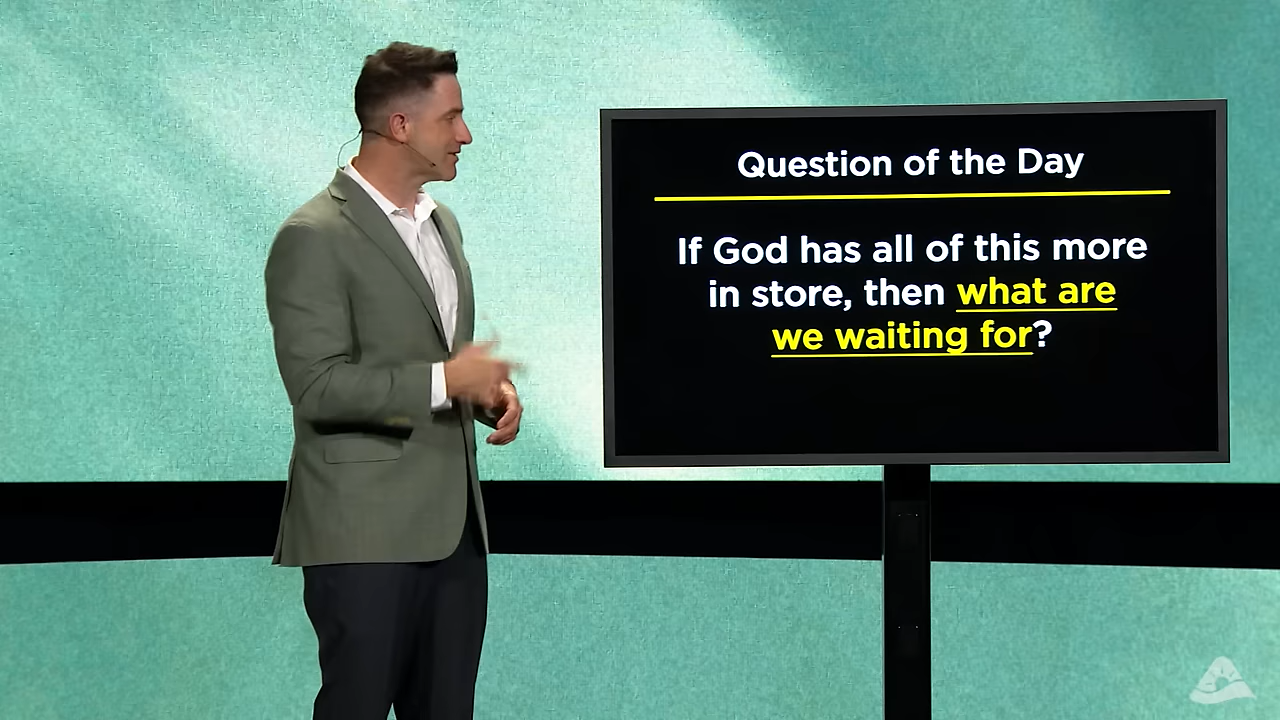 Question of the Day
If God has all of this more
in store, then what are
we waiting for?